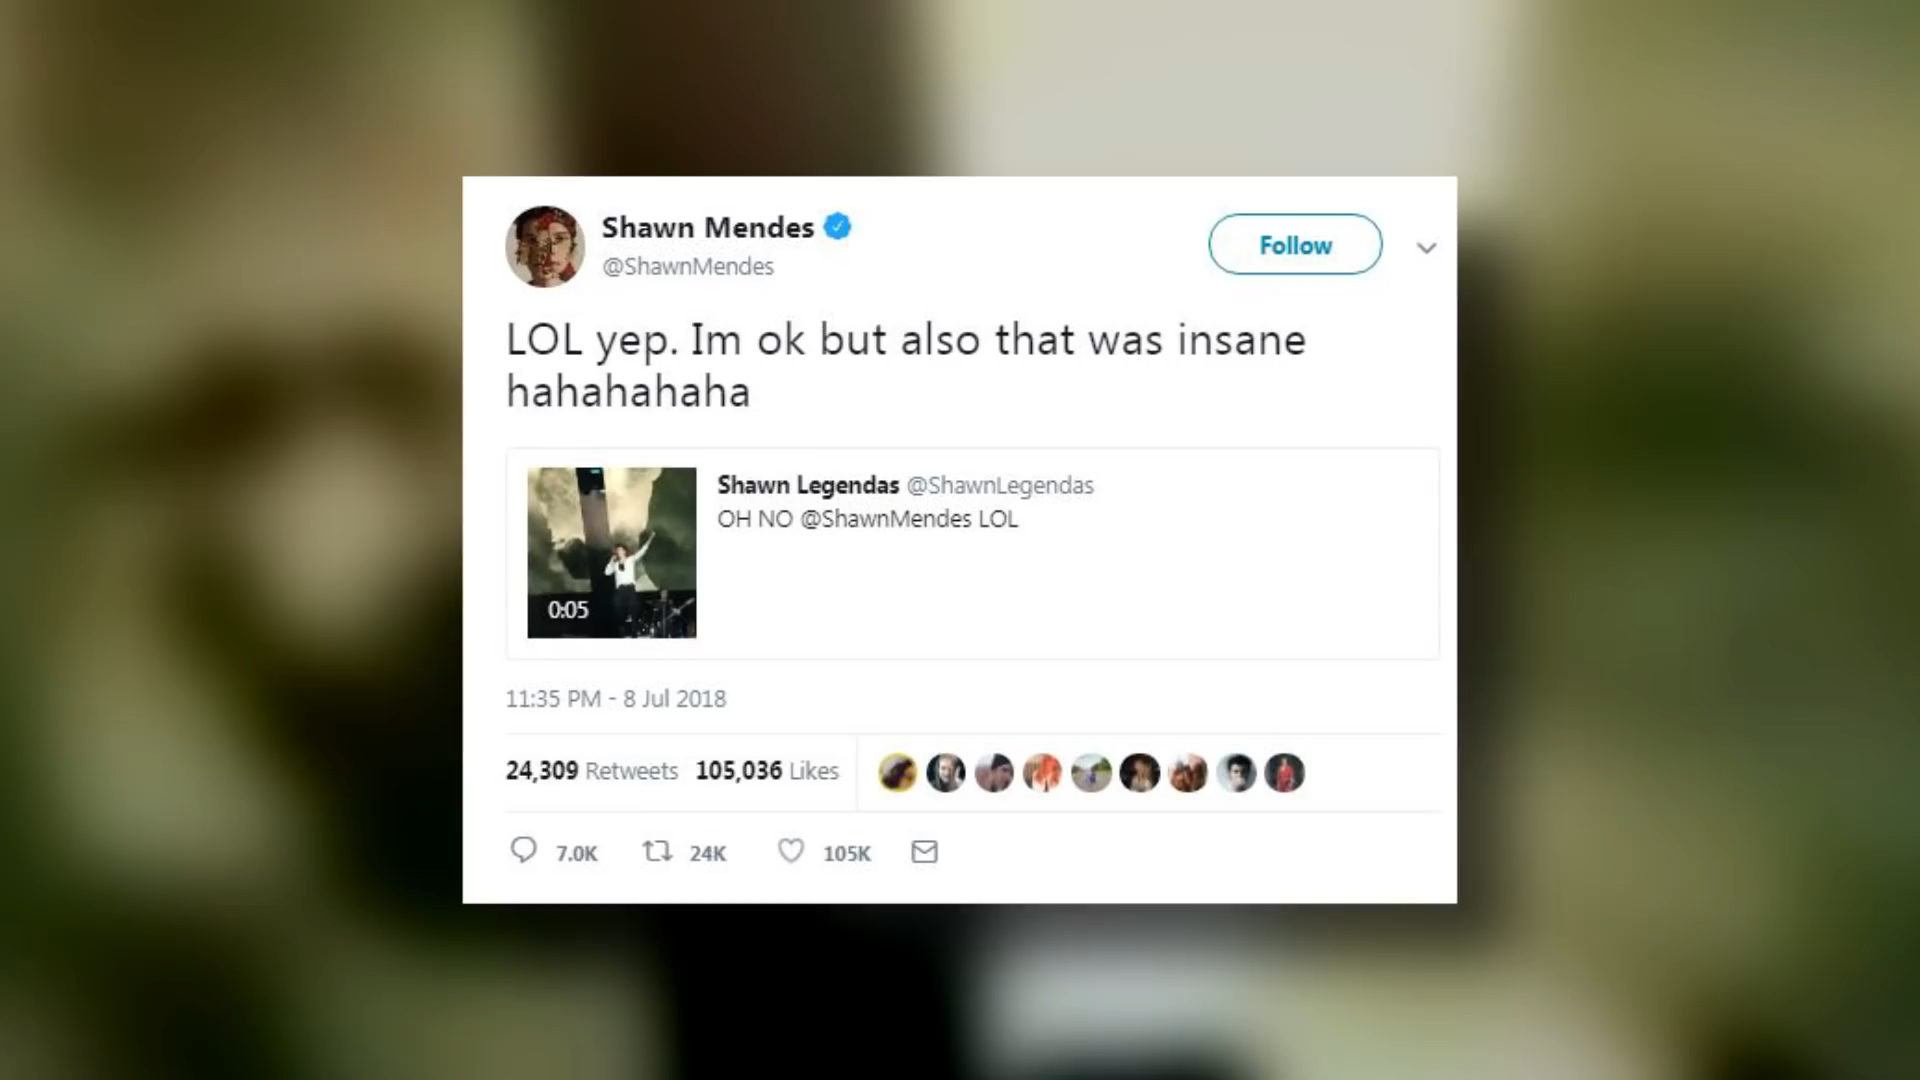 Shawn Mendes
@ShawnMendes
Follow
LOL yep. Im ok but also that was insane
hahahahaha
Shawn Legendas @ShawnLegendas
OH NO @ShawnMendes LOL
0:05
11:35 PM - 8 Jul 2018
24,309 Retweets 105,036 Likes
7.0K 24K 105K